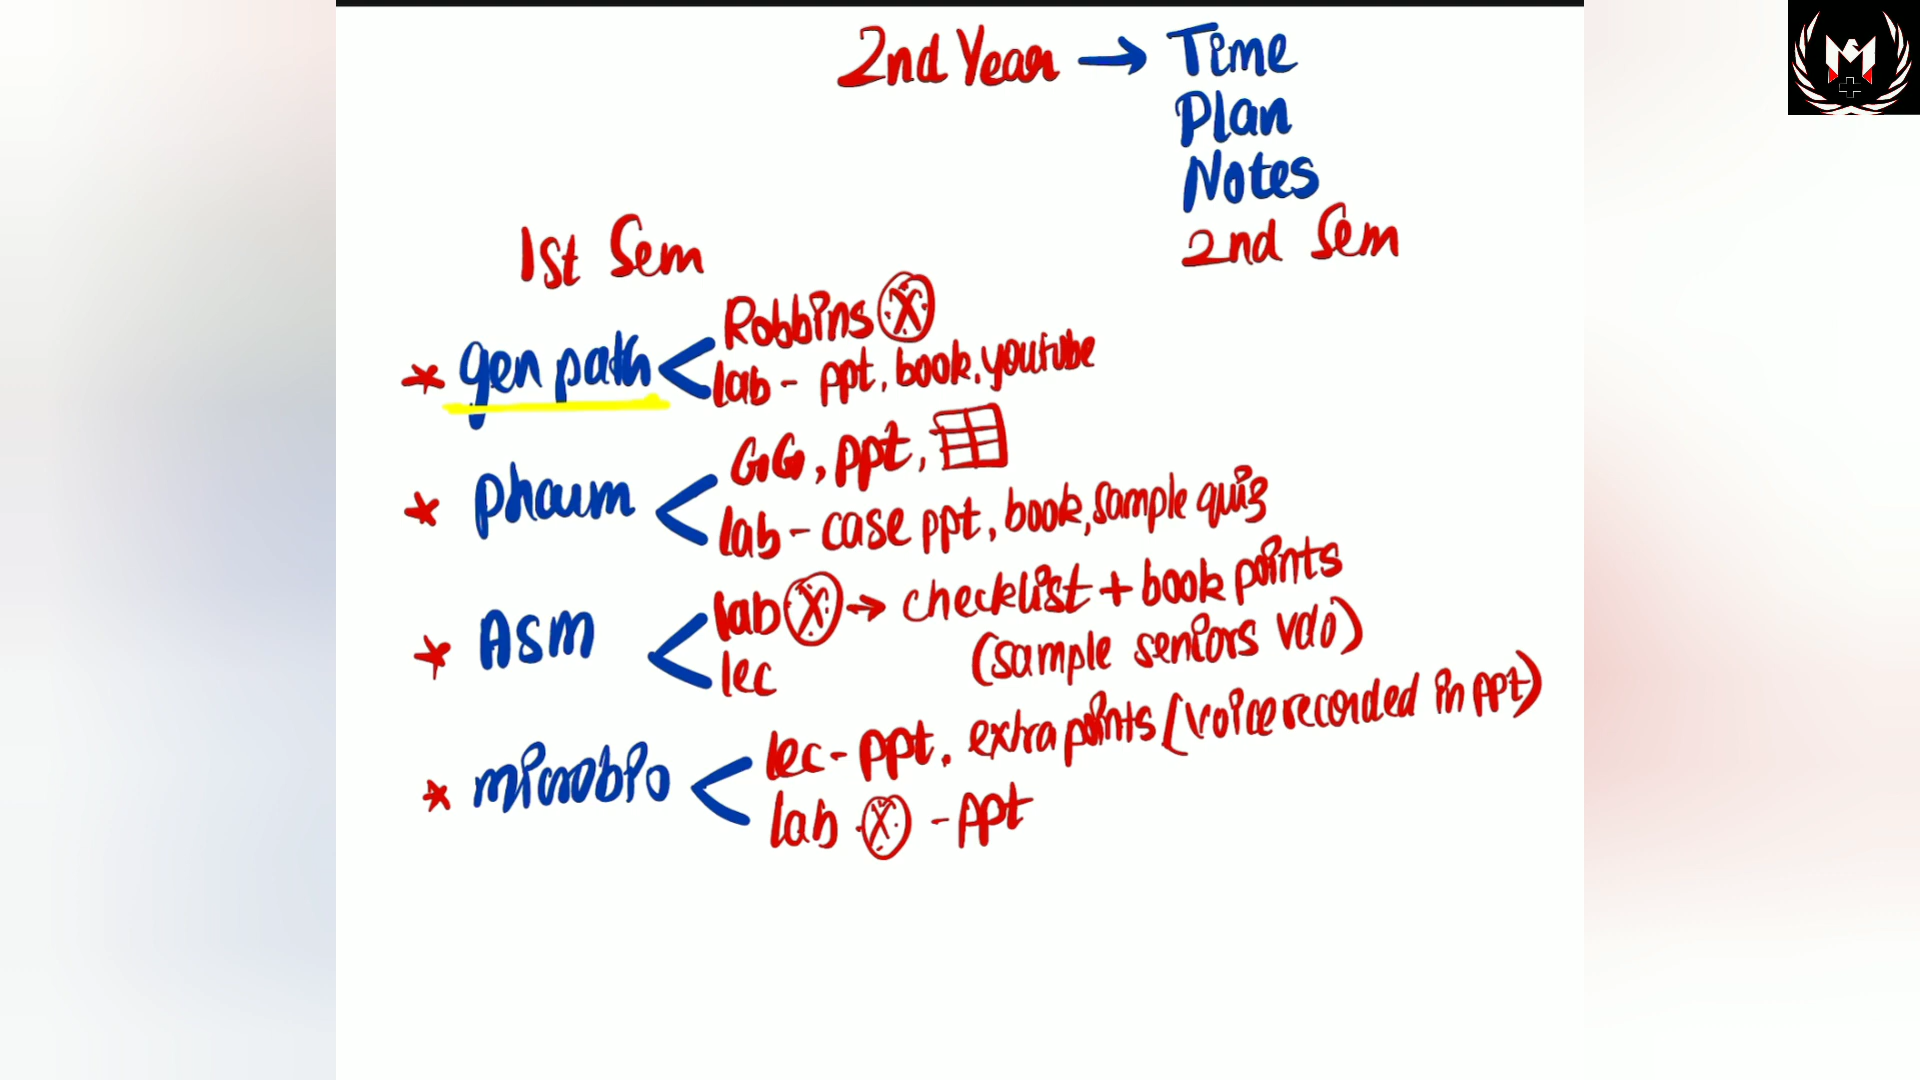 2nd Year → Time
Plan
Notes
1st Sem
2nd Sem
* gen path < Robbins X
lab - ppt, book, youtube
* pharm < GG, ppt,
lab - case ppt, book, sample quiz
* Asm < lab X → checklist + book points
(sample seniors vdo)
lec
* microbio < lec - ppt, extra points (voice recorded in ppt)
lab X - ppt
M